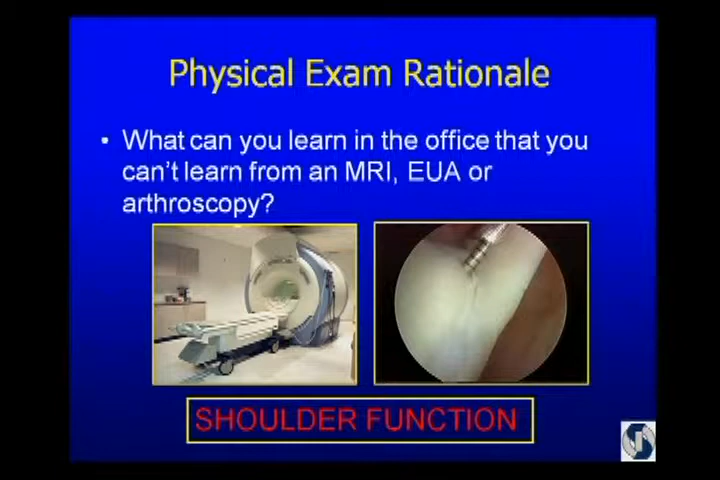 Physical Exam Rationale
• What can you learn in the office that you
can't learn from an MRI, EUA or
arthroscopy?
SHOULDER FUNCTION